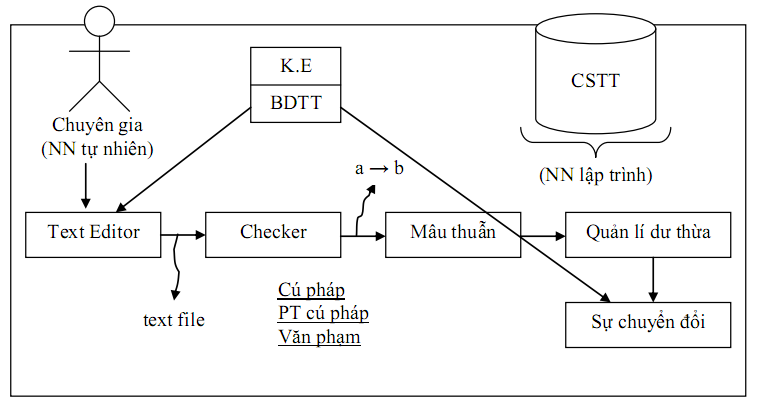 K.E
BDTT
CSTT
Chuyên gia
(NN tự nhiên)
(NN lập trình)
a → b
Text Editor
Checker
Mâu thuẫn
Quản lí dư thừa
text file
Cú pháp
PT cú pháp
Văn phạm
Sự chuyển đổi